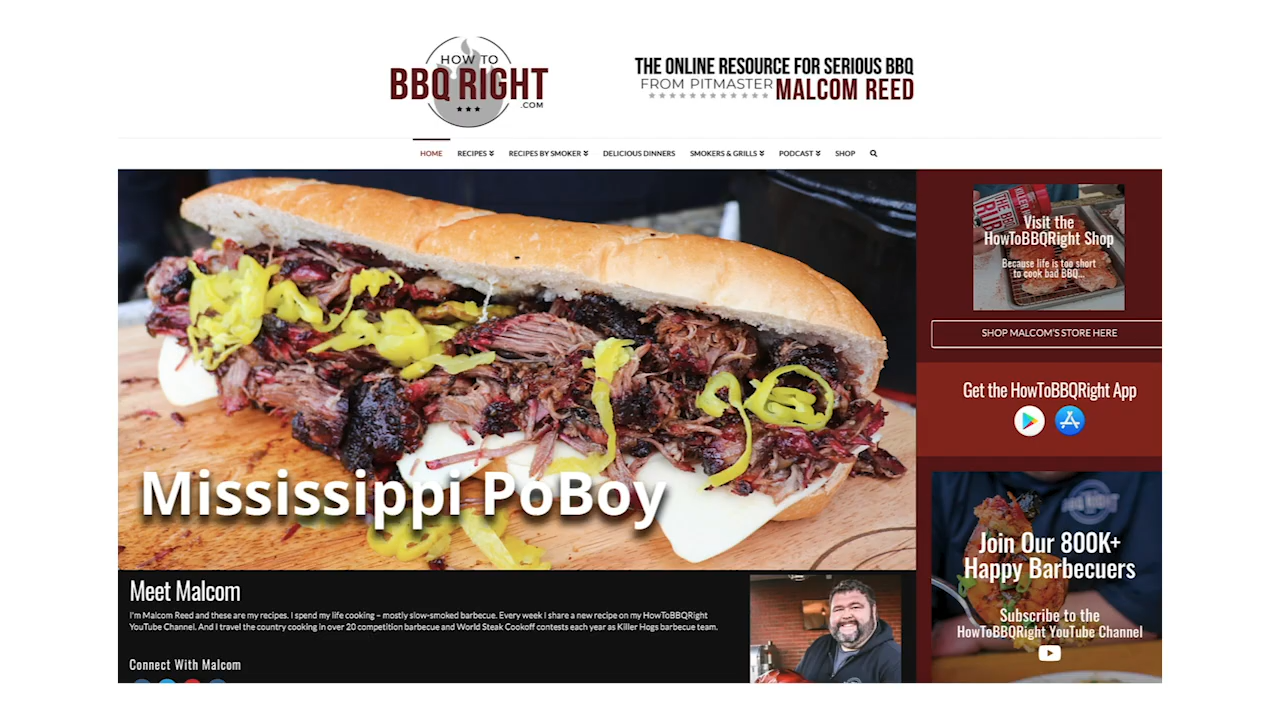 HOW TO
BBQ RIGHT
.COM
THE ONLINE RESOURCE FOR SERIOUS BBQ
FROM PITMASTER MALCOM REED
HOME RECIPES RECIPES BY SMOKER DELICIOUS DINNERS SMOKERS & GRILLS PODCAST SHOP
Mississippi PoBoy
Meet Malcom
I'm Malcom Reed and these are my recipes. I spend my life cooking – mostly slow-smoked barbecue. Every week I share a new recipe on my HowToBBQRight
YouTube Channel. And I travel the country cooking in over 20 competition barbecue and World Steak Cookoff contests each year as Killer Hogs barbecue team.
Connect With Malcom
Visit the
HowToBBQRight Shop
Because life is too short
to cook bad BBQ...
SHOP MALCOM'S STORE HERE
Get the HowToBBQRight App
Join Our 800K+
Happy Barbecuers
Subscribe to the
HowToBBQRight YouTube Channel